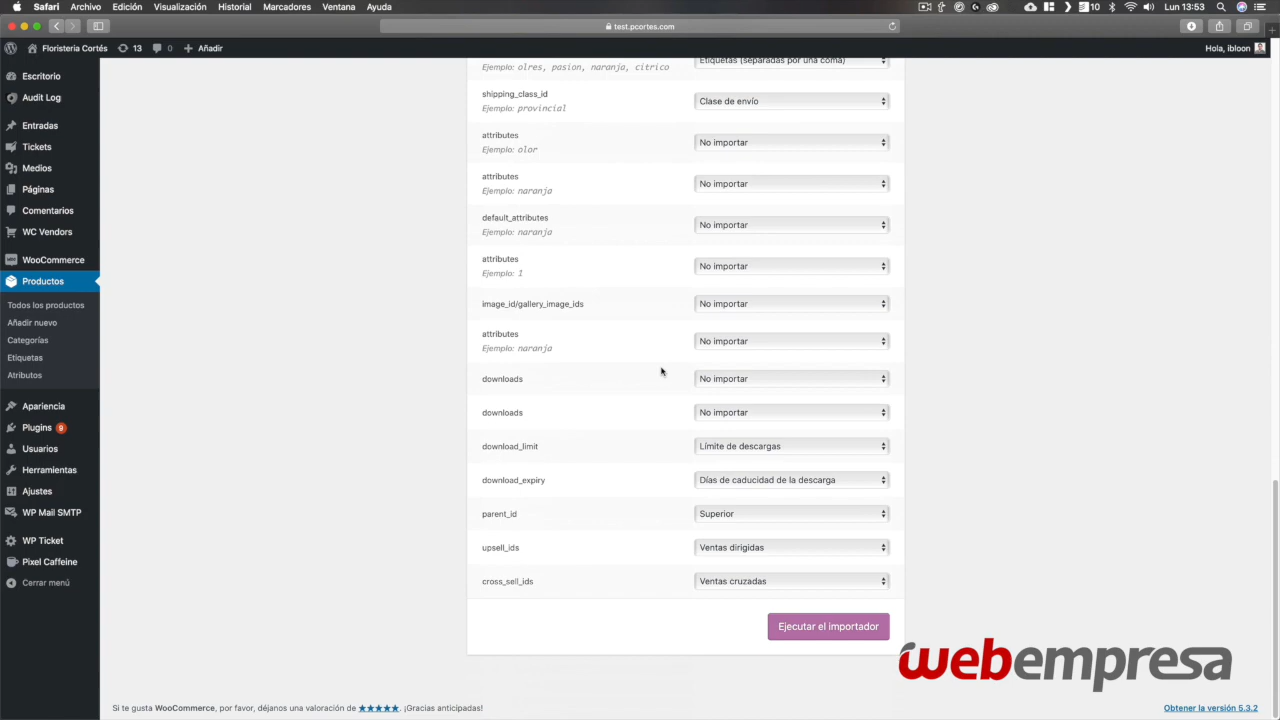 Safari Archivo Edición Visualización Historial Marcadores Ventana Ayuda
100 % Lun 13:53
test.pcortes.com
Floristeria Cortés 13 0 Añadir
Hola, ibloon
Escritorio
Audit Log
Entradas
Tickets
Medios
Páginas
Comentarios
WC Vendors
WooCommerce
Productos
Todos los productos
Añadir nuevo
Categorías
Etiquetas
Atributos
Apariencia
Plugins 9
Usuarios
Herramientas
Ajustes
WP Mail SMTP
WP Ticket
Pixel Caffeine
Cerrar menú
Ejemplo: olres, pasion, naranja, citrico
Etiquetas (separadas por una coma)
shipping_class_id
Ejemplo: provincial
Clase de envío
attributes
Ejemplo: olor
No importar
attributes
Ejemplo: naranja
No importar
default_attributes
Ejemplo: naranja
No importar
attributes
Ejemplo: 1
No importar
image_id/gallery_image_ids
No importar
attributes
Ejemplo: naranja
No importar
downloads
No importar
downloads
No importar
download_limit
Límite de descargas
download_expiry
Días de caducidad de la descarga
parent_id
Superior
upsell_ids
Ventas dirigidas
cross_sell_ids
Ventas cruzadas
Ejecutar el importador
webempresa
Si te gusta WooCommerce, por favor, déjanos una valoración de ★★★★★. ¡Gracias anticipadas!
Obtener la versión 5.3.2